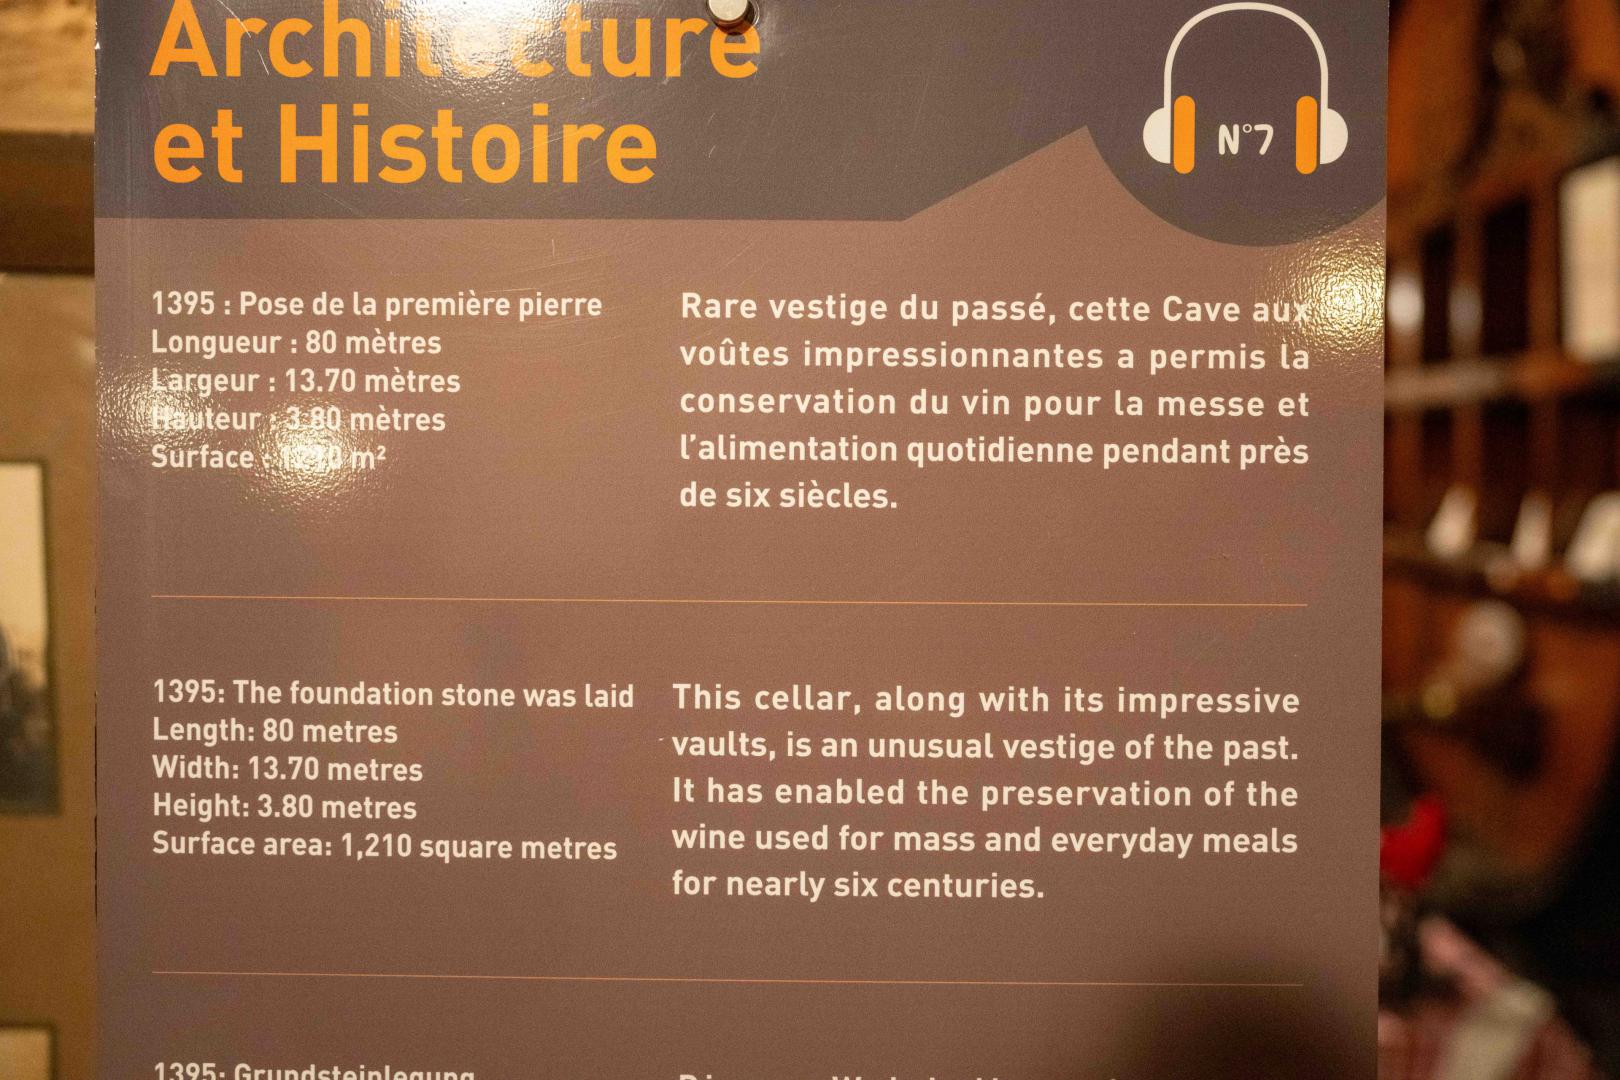 Architecture
et Histoire
N°7
1395 : Pose de la première pierre
Longueur : 80 mètres
Largeur : 13.70 mètres
Hauteur : 3.80 mètres
Surface : m²
Rare vestige du passé, cette Cave aux
voûtes impressionnantes a permis la
conservation du vin pour la messe et
l’alimentation quotidienne pendant près
de six siècles.
1395: The foundation stone was laid
Length: 80 metres
Width: 13.70 metres
Height: 3.80 metres
Surface area: 1,210 square metres
This cellar, along with its impressive
vaults, is an unusual vestige of the past.
It has enabled the preservation of the
wine used for mass and everyday meals
for nearly six centuries.
1395: Grundsteinlegung